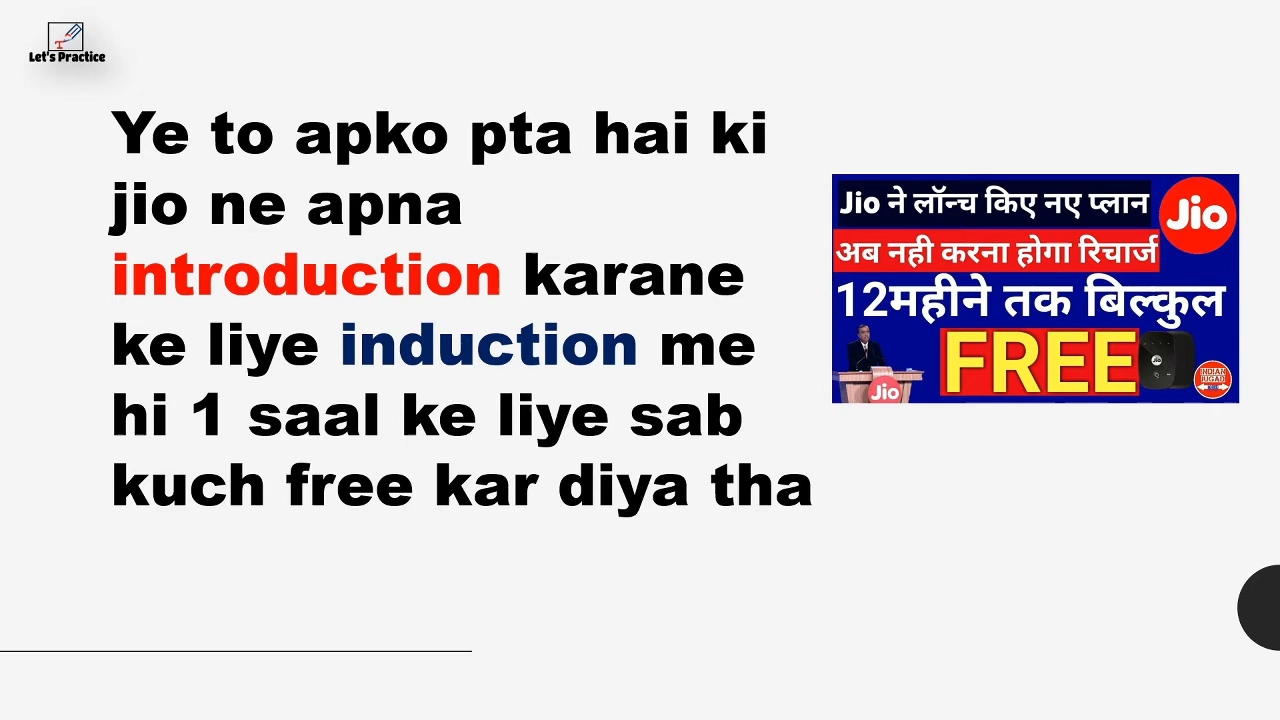 Let's Practice
Ye to apko pta hai ki
jio ne apna
introduction karane
ke liye induction me
hi 1 saal ke liye sab
kuch free kar diya tha
Jio ने लॉन्च किए नए प्लान
Jio
अब नही करना होगा रिचार्ज
12महीने तक बिल्कुल
FREE
Jio
Jio
INDIAN
JUGAD